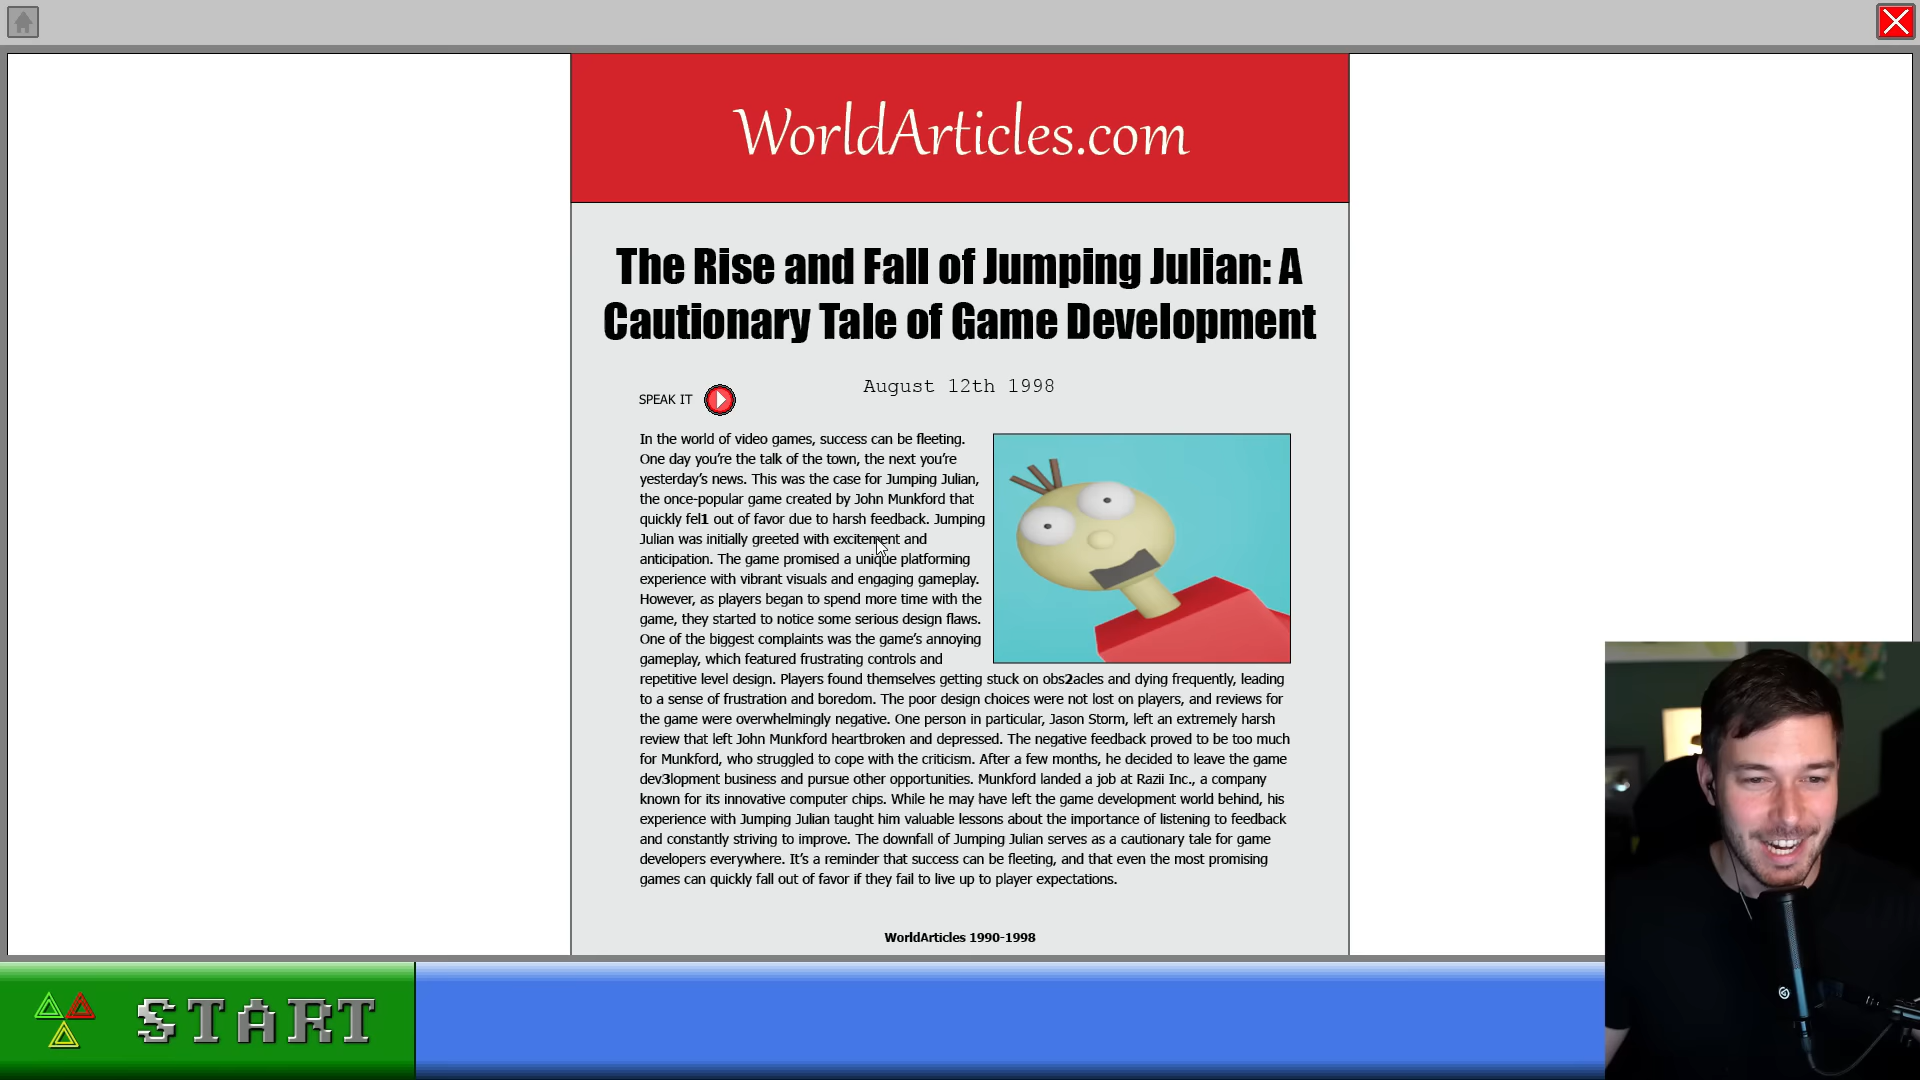 WorldArticles.com
The Rise and Fall of Jumping Julian: A
Cautionary Tale of Game Development
August 12th 1998
SPEAK IT
In the world of video games, success can be fleeting.
One day you're the talk of the town, the next you're
yesterday's news. This was the case for Jumping Julian,
the once-popular game created by John Munkford that
quickly fel1 out of favor due to harsh feedback. Jumping
Julian was initially greeted with excitement and
anticipation. The game promised a unique platforming
experience with vibrant visuals and engaging gameplay.
However, as players began to spend more time with the
game, they started to notice some serious design flaws.
One of the biggest complaints was the game's annoying
gameplay, which featured frustrating controls and
repetitive level design. Players found themselves getting stuck on obs2acles and dying frequently, leading
to a sense of frustration and boredom. The poor design choices were not lost on players, and reviews for
the game were overwhelmingly negative. One person in particular, Jason Storm, left an extremely harsh
review that left John Munkford heartbroken and depressed. The negative feedback proved to be too much
for Munkford, who struggled to cope with the criticism. After a few months, he decided to leave the game
dev3lopment business and pursue other opportunities. Munkford landed a job at Razii Inc., a company
known for its innovative computer chips. While he may have left the game development world behind, his
experience with Jumping Julian taught him valuable lessons about the importance of listening to feedback
and constantly striving to improve. The downfall of Jumping Julian serves as a cautionary tale for game
developers everywhere. It's a reminder that success can be fleeting, and that even the most promising
games can quickly fall out of favor if they fail to live up to player expectations.
WorldArticles 1990-1998
START